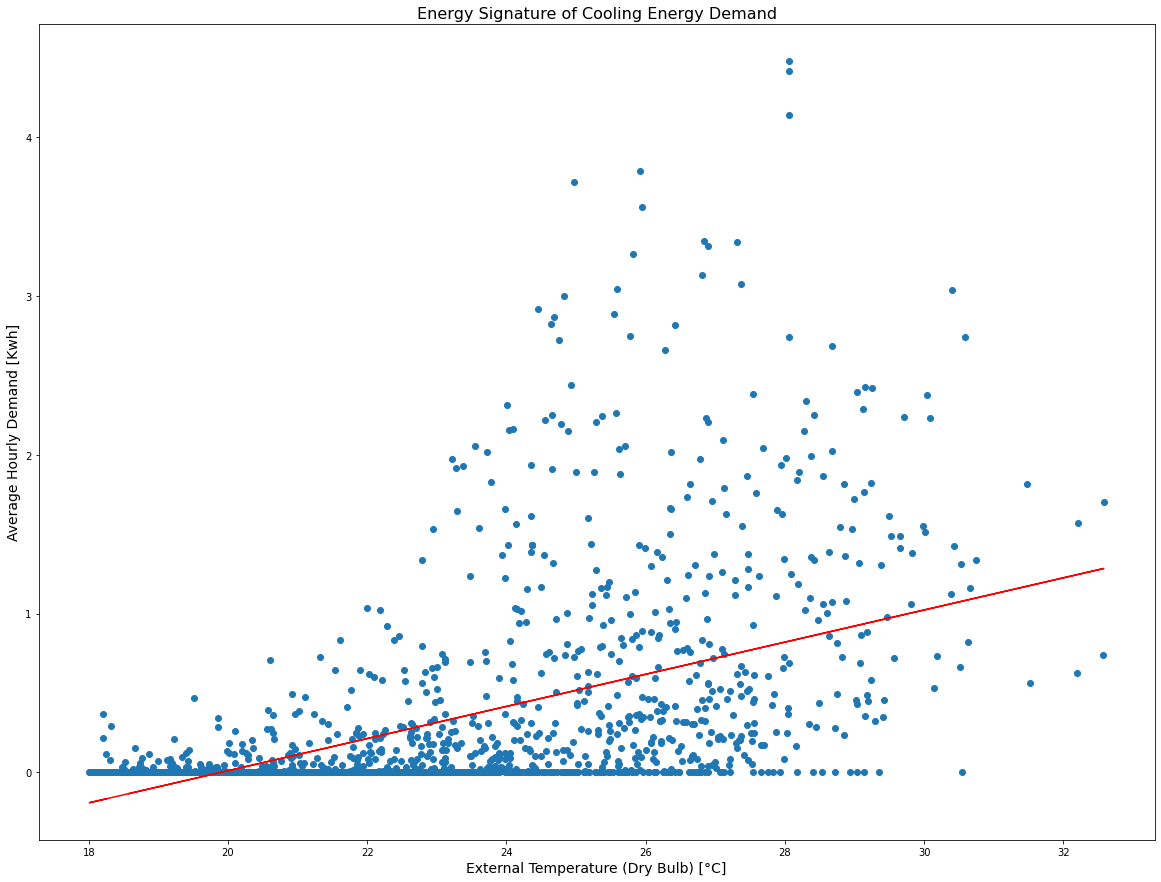 Energy Signature of Cooling Energy Demand
Average Hourly Demand [Kwh]
4
3
2
1
0
18 20 22 24 26 28 30 32
External Temperature (Dry Bulb) [°C]